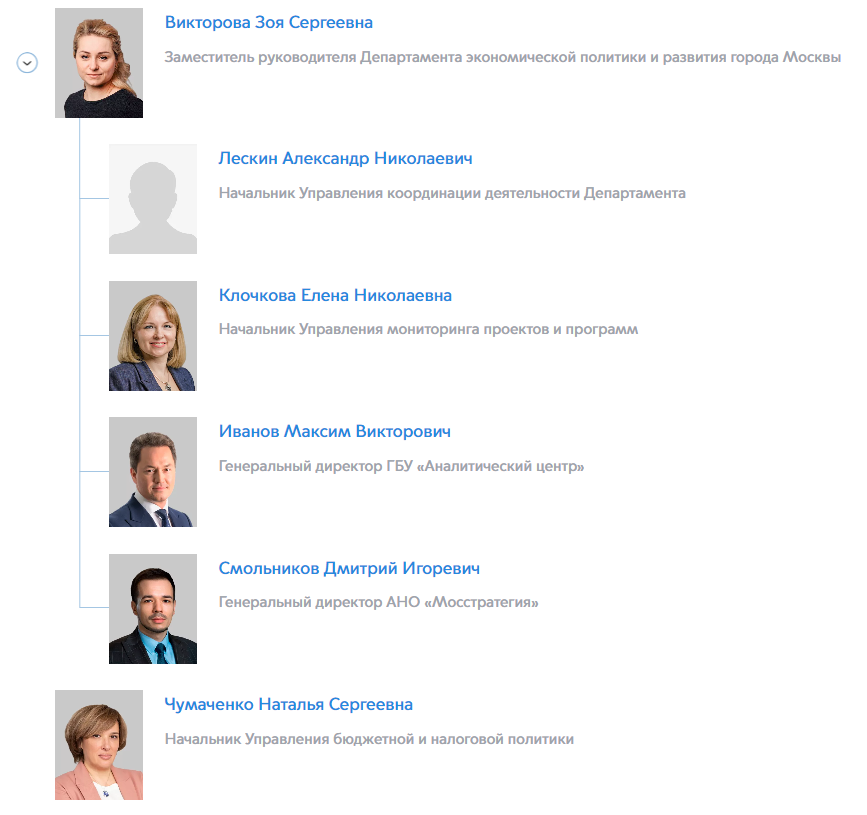 Викторова Зоя Сергеевна
Заместитель руководителя Департамента экономической политики и развития города Москвы
Лескин Александр Николаевич
Начальник Управления координации деятельности Департамента
Клочкова Елена Николаевна
Начальник Управления мониторинга проектов и программ
Иванов Максим Викторович
Генеральный директор ГБУ «Аналитический центр»
Смольников Дмитрий Игоревич
Генеральный директор АНО «Мосстратегия»
Чумаченко Наталья Сергеевна
Начальник Управления бюджетной и налоговой политики